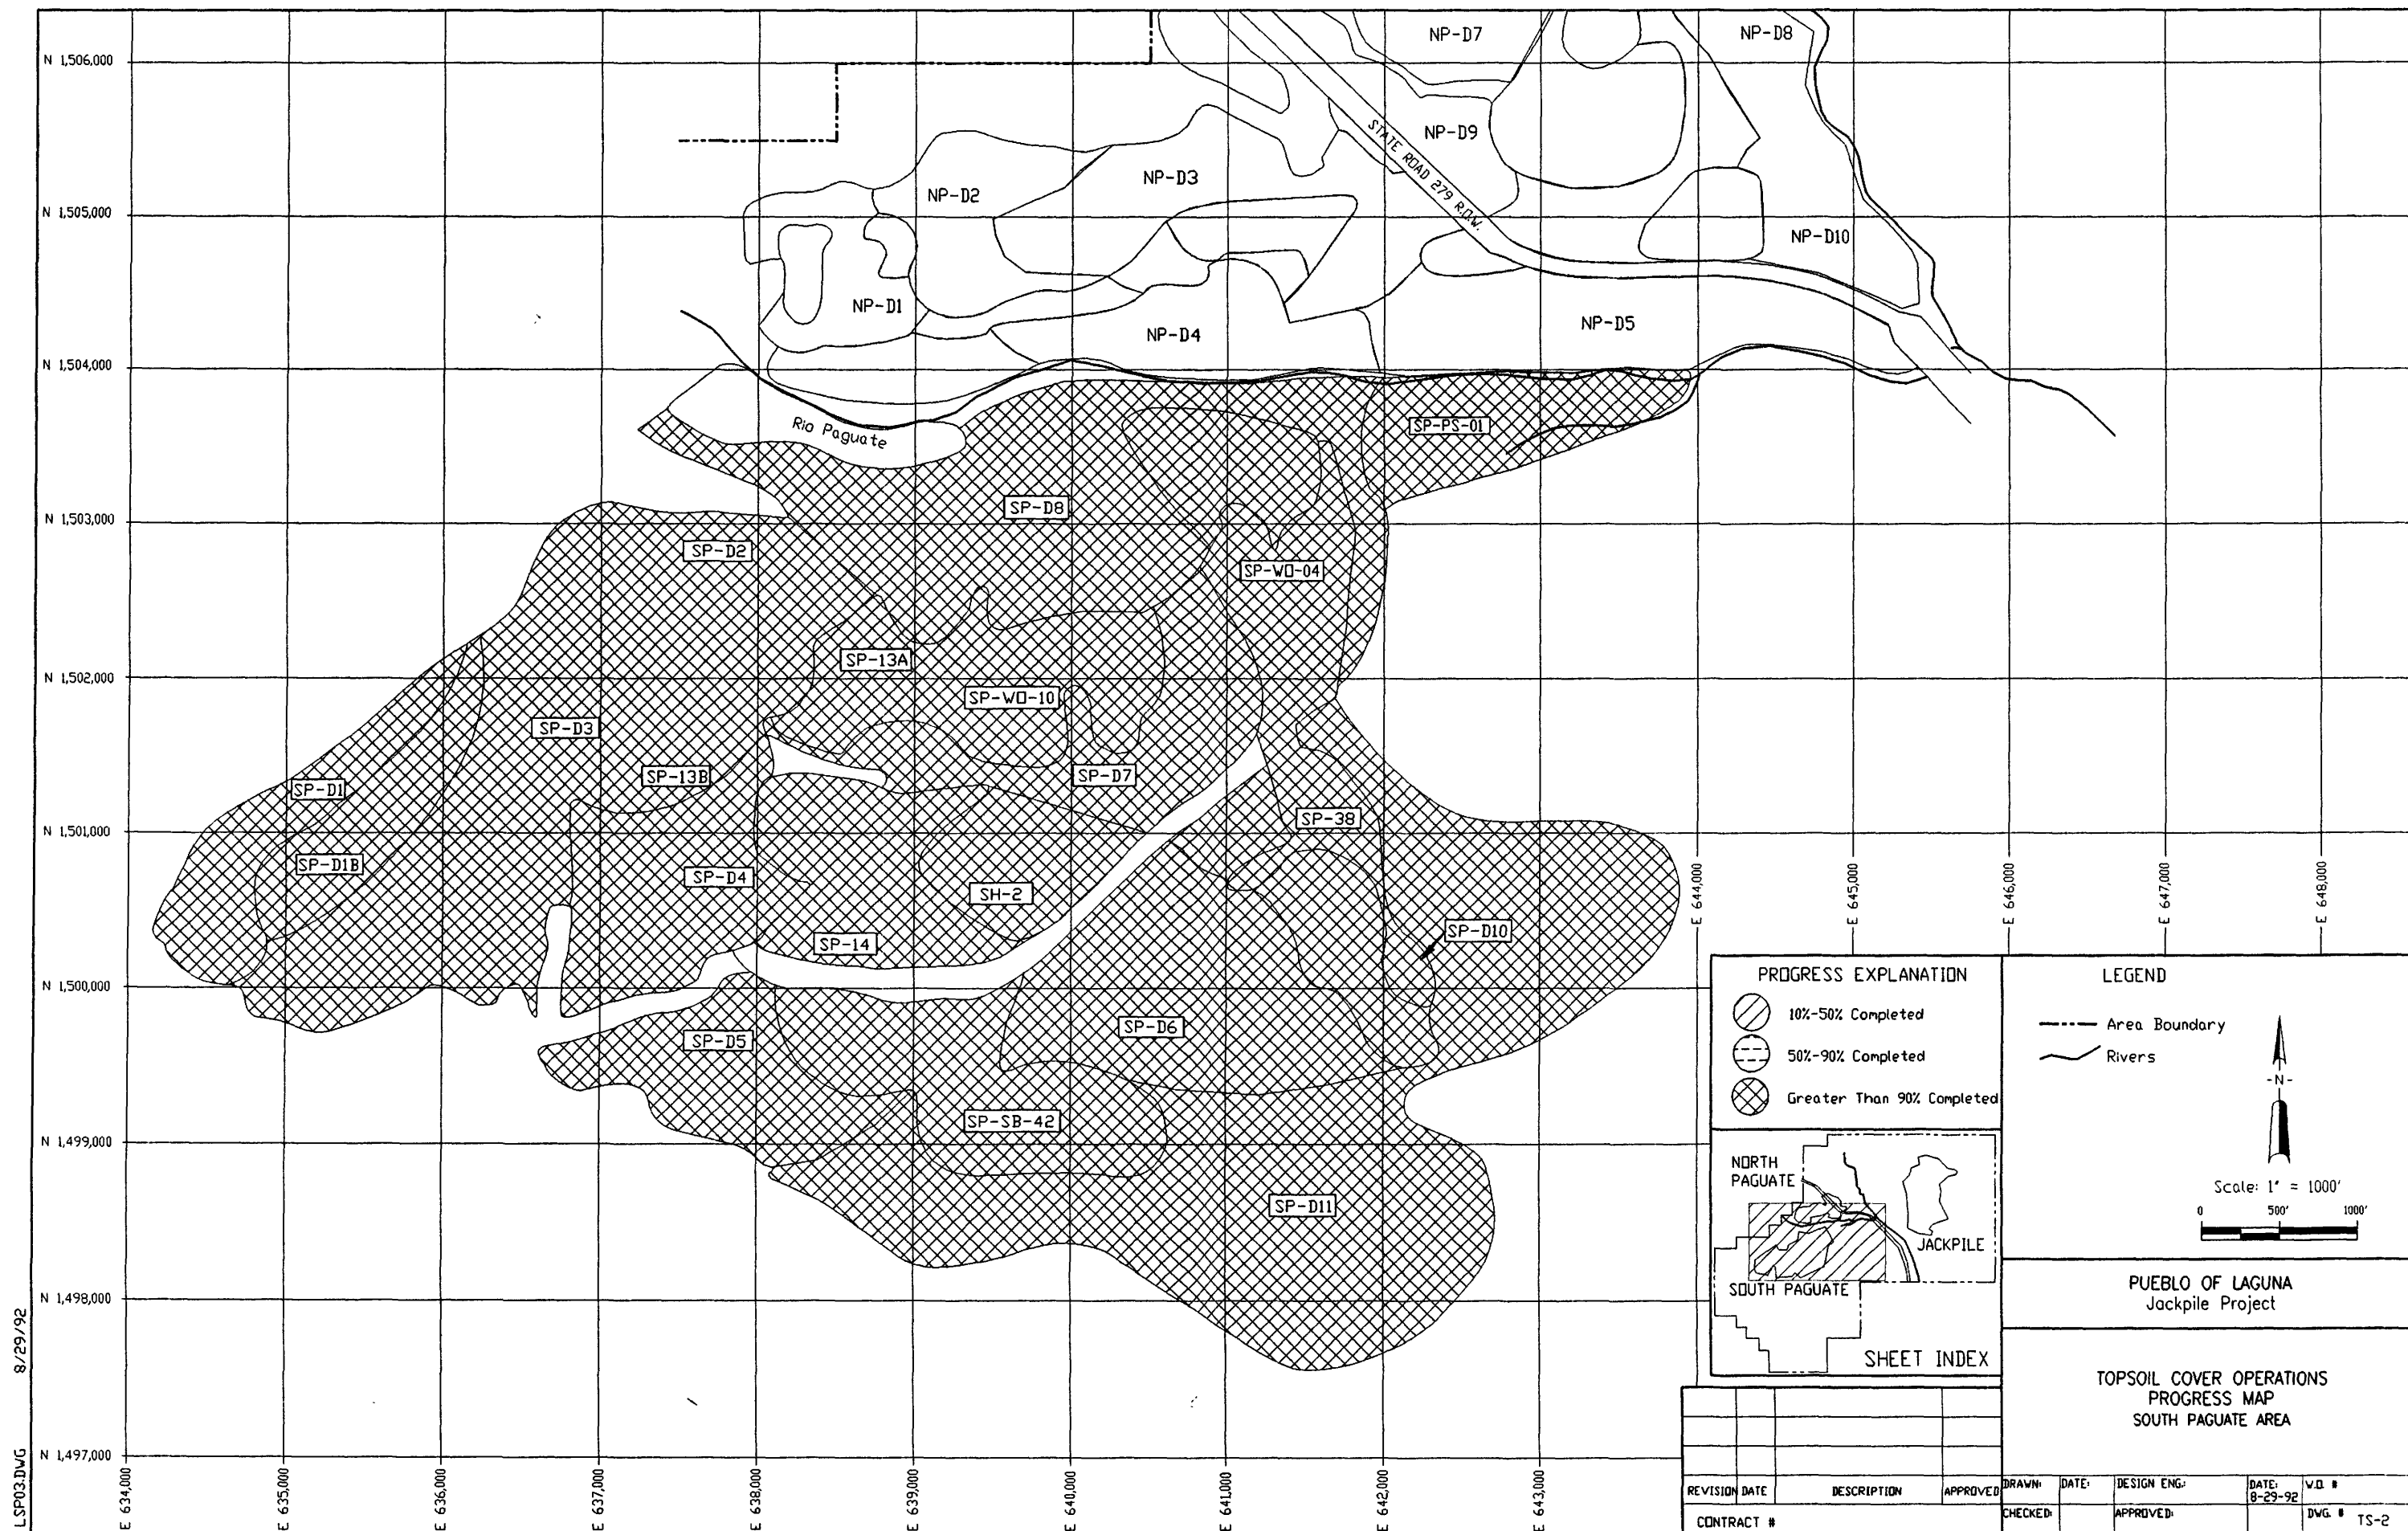 N 1,506,000
N 1,505,000
N 1,504,000
N 1,503,000
N 1,502,000
N 1,501,000
N 1,500,000
N 1,499,000
N 1,498,000
N 1,497,000
NP-D7
NP-D8
NP-D9
STATE ROAD 279 R.O.W.
NP-D2
NP-D3
NP-D10
NP-D1
NP-D4
NP-D5
Rio Paguate
SP-PS-01
SP-D8
SP-D2
SP-WO-04
SP-13A
SP-WO-10
SP-D3
SP-13B
SP-D7
SP-D1
SP-38
SP-D1B
SP-D4
SH-2
SP-14
SP-D10
SP-D6
SP-D5
SP-SB-42
SP-D11
E 634,000
E 635,000
E 636,000
E 637,000
E 638,000
E 639,000
E 640,000
E 641,000
E 642,000
E 643,000
E 644,000
E 645,000
E 646,000
E 647,000
E 648,000
PROGRESS EXPLANATION
10%-50% Completed
50%-90% Completed
Greater Than 90% Completed
LEGEND
Area Boundary
Rivers
-N-
Scale: 1" = 1000'
0 500' 1000'
NORTH
PAGUATE
JACKPILE
SOUTH PAGUATE
SHEET INDEX
PUEBLO OF LAGUNA
Jackpile Project
TOPSOIL COVER OPERATIONS
PROGRESS MAP
SOUTH PAGUATE AREA
REVISION DATE DESCRIPTION APPROVED
CONTRACT #
DRAWN: DATE: DESIGN ENG.: DATE: W.O. #
8-29-92
CHECKED: APPROVED: DWG. # TS-2
LSP03.DWG 8/29/92